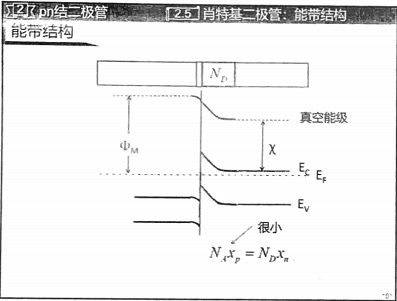 2 pn结二极管 2.5 肖特基二极管：能带结构
能带结构
N_D
真空能级
Φ_M
χ
E_C
E_F
E_V
很小
N_A x_p = N_D x_n